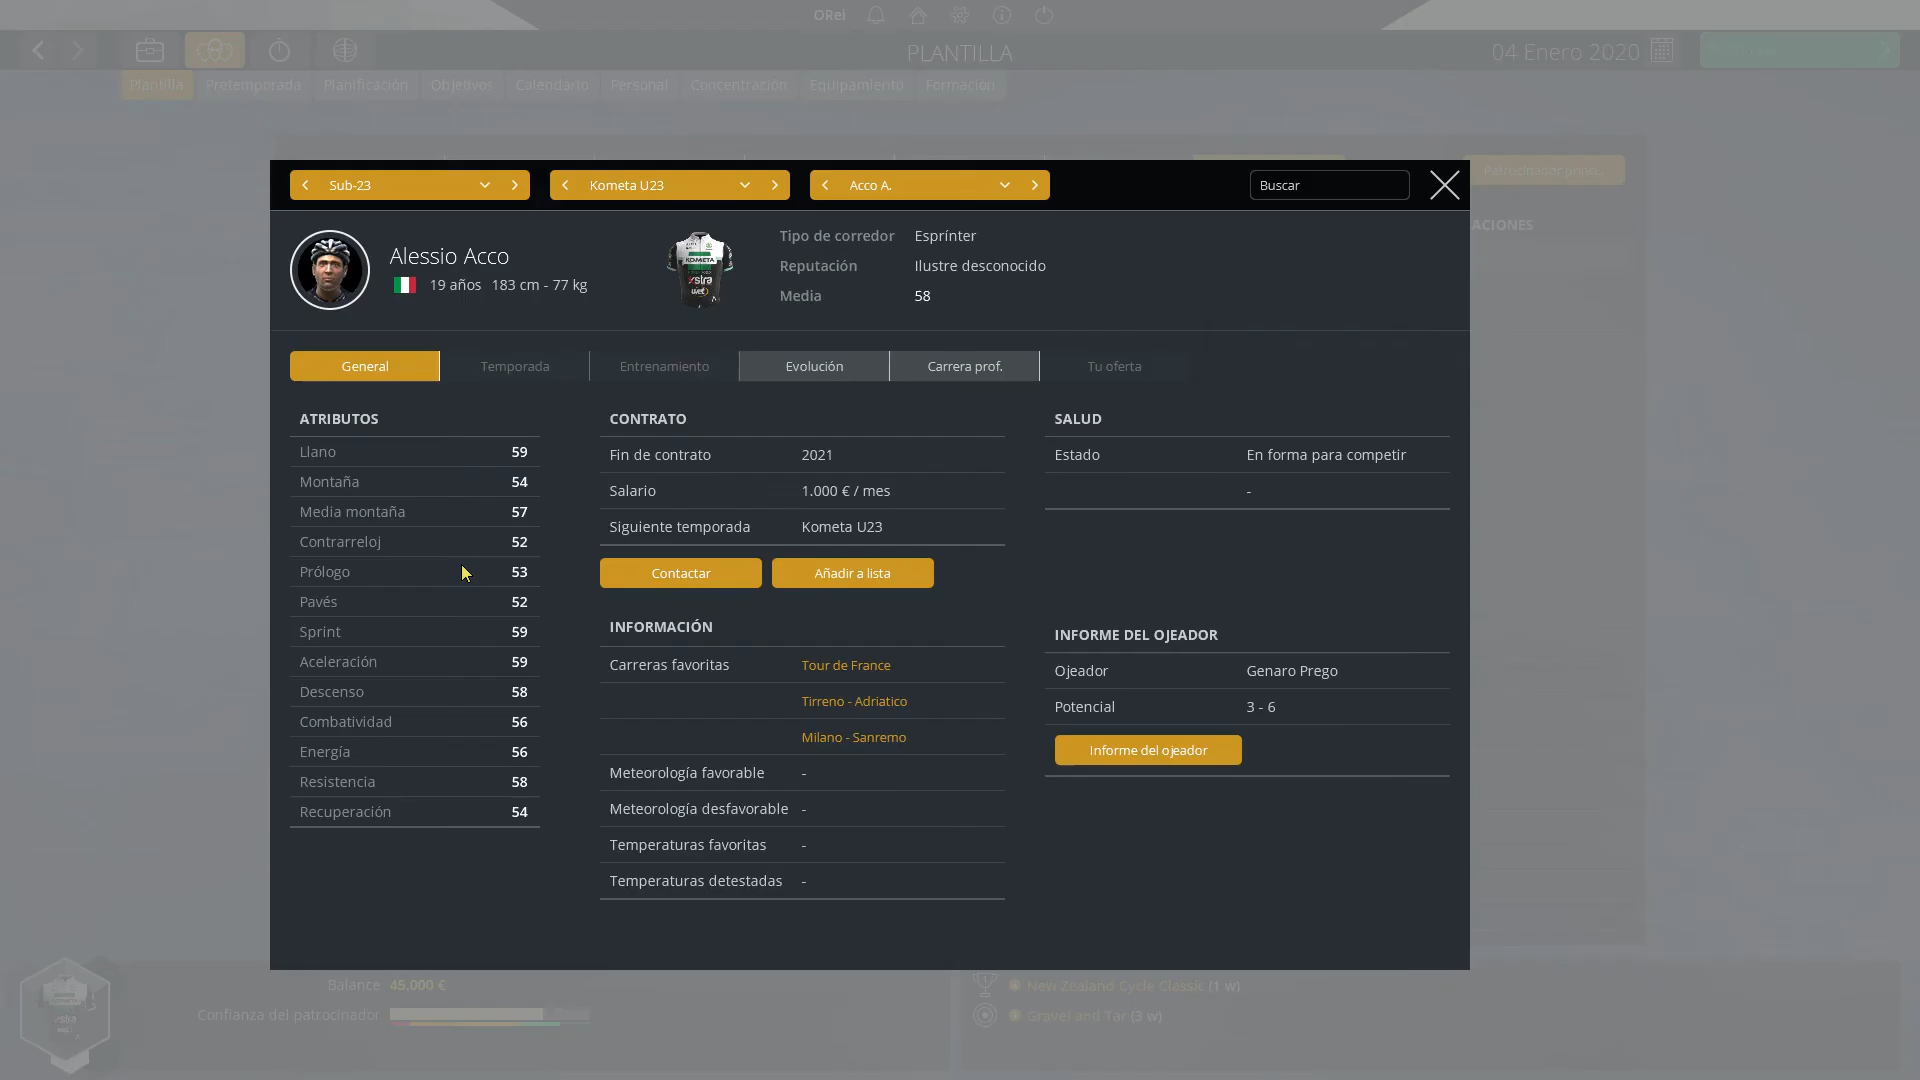 ORei
PLANTILLA
04 Enero 2020
Plantilla Pretemporada Planificación Objetivos Calendario Personal Concentración Equipamiento Formación
Sub-23 Kometa U23 Acco A. Buscar
Patrocinador princ...
ACIONES
Alessio Acco
19 años 183 cm - 77 kg
KOMETA
xstra
Tipo de corredor Esprínter
Reputación Ilustre desconocido
Media 58
General Temporada Entrenamiento Evolución Carrera prof. Tu oferta
ATRIBUTOS
Llano 59
Montaña 54
Media montaña 57
Contrarreloj 52
Prólogo 53
Pavés 52
Sprint 59
Aceleración 59
Descenso 58
Combatividad 56
Energía 56
Resistencia 58
Recuperación 54
CONTRATO
Fin de contrato 2021
Salario 1.000 € / mes
Siguiente temporada Kometa U23
Contactar Añadir a lista
INFORMACIÓN
Carreras favoritas Tour de France
Tirreno - Adriatico
Milano - Sanremo
Meteorología favorable -
Meteorología desfavorable -
Temperaturas favoritas -
Temperaturas detestadas -
SALUD
Estado En forma para competir
-
INFORME DEL OJEADOR
Ojeador Genaro Prego
Potencial 3 - 6
Informe del ojeador
Balance 45.000 €
Confianza del patrocinador
New Zealand Cycle Classic (1 w)
Gravel and Tar (3 w)